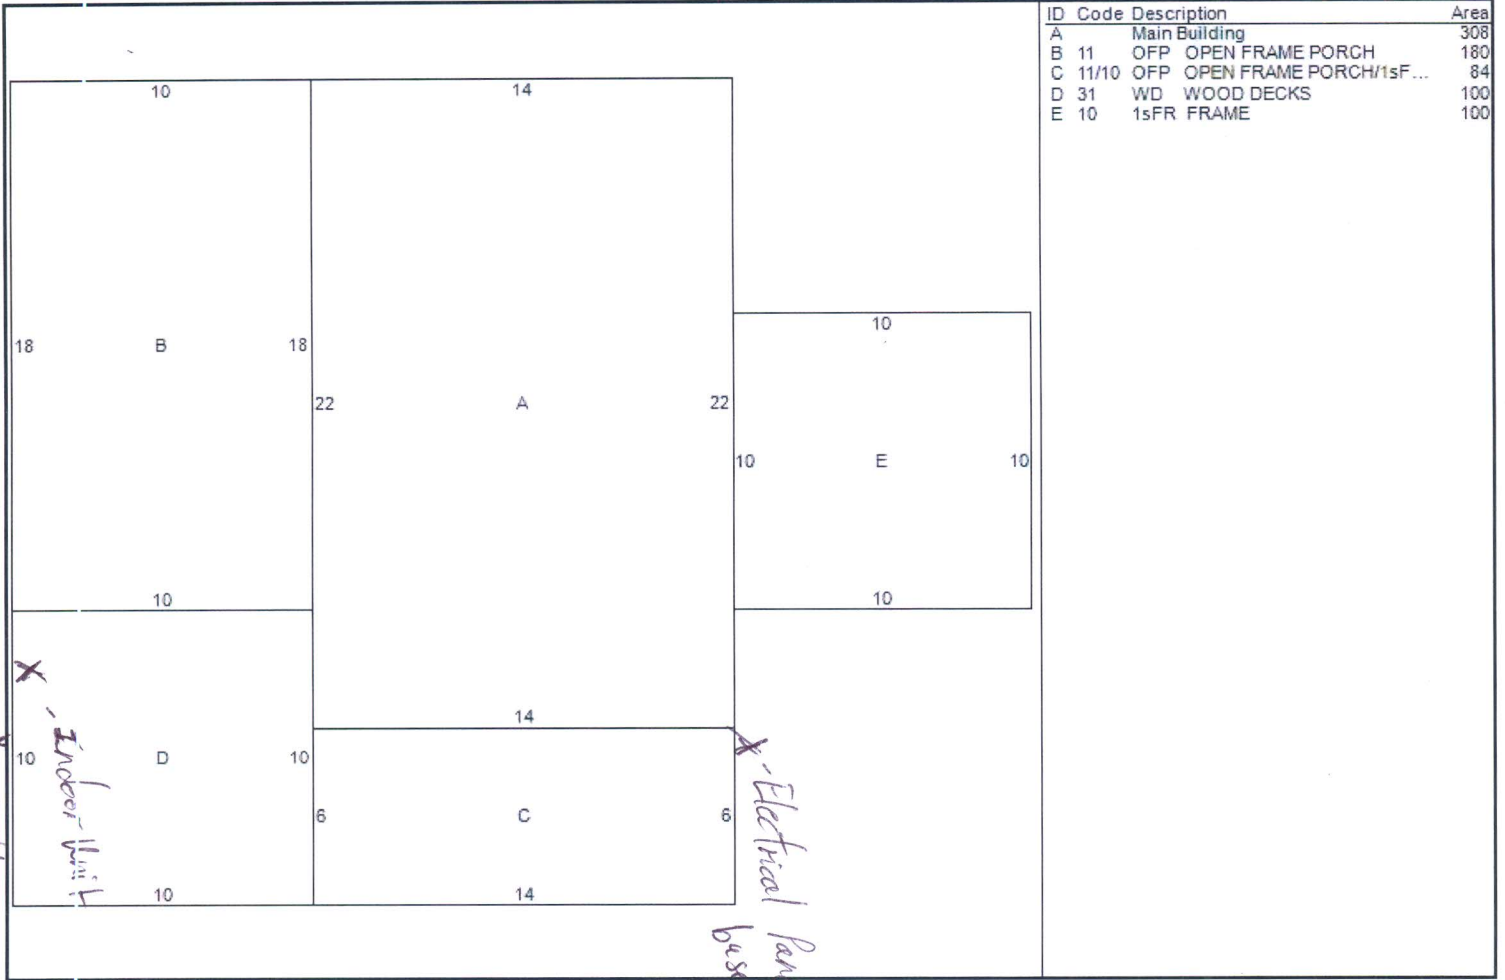 ID Code Description Area
A Main Building 308
B 11 OFP OPEN FRAME PORCH 180
C 11/10 OFP OPEN FRAME PORCH/1sF... 84
D 31 WD WOOD DECKS 100
E 10 1sFR FRAME 100
10
14
10
18 B 18
22 A 22
10 E 10
10
10
14
X - Indoor Unit
10 D 10
X - Electrical Pan
6 C 6
10
14